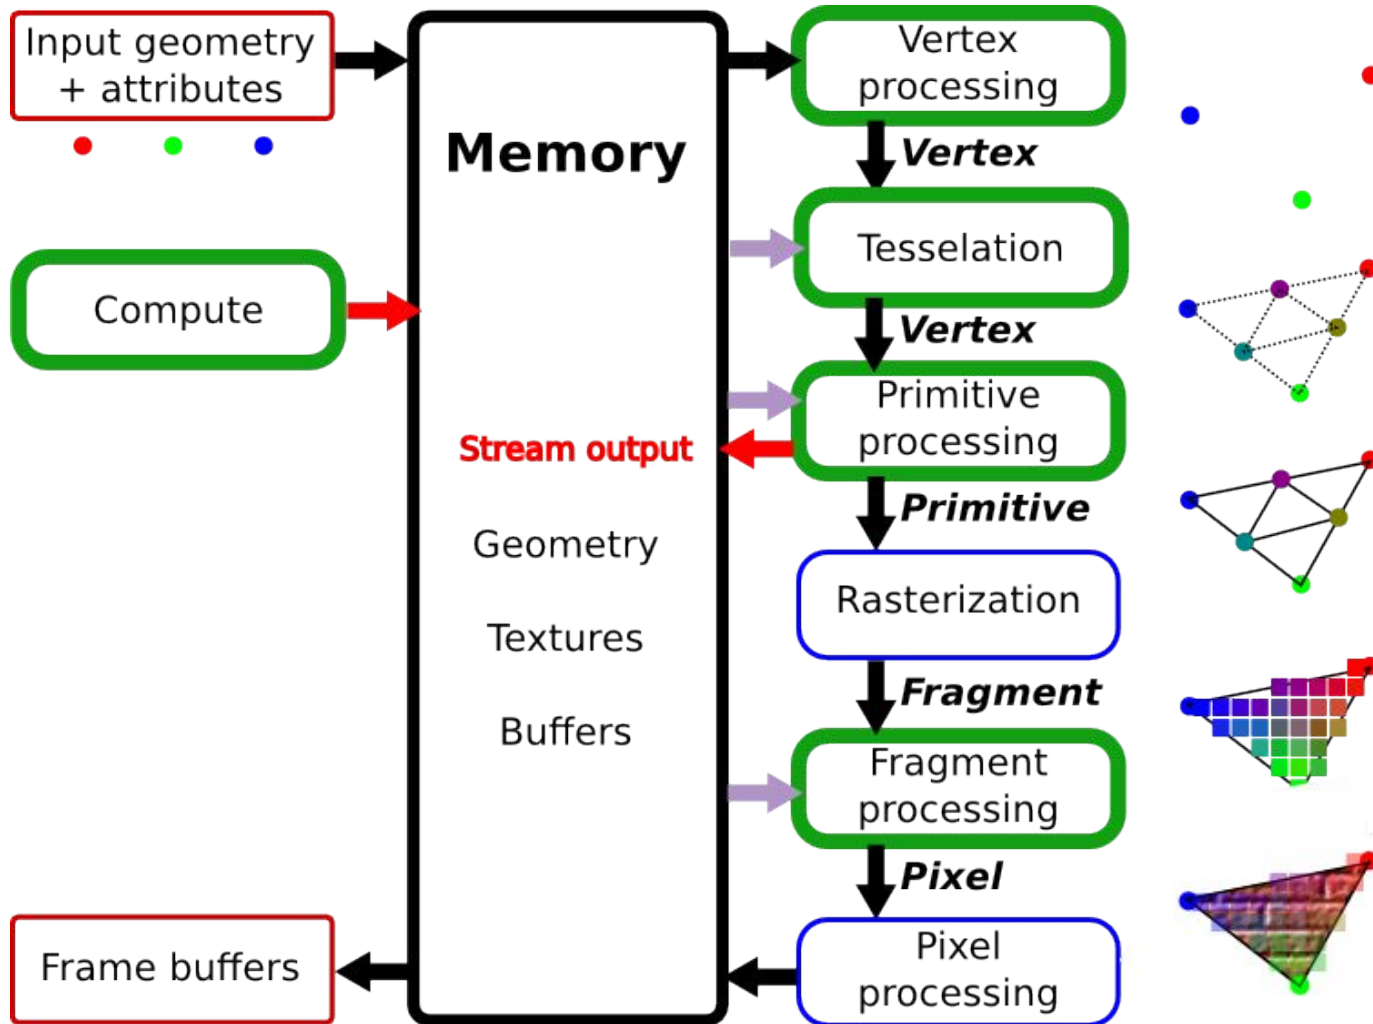 Input geometry
+ attributes
Compute
Frame buffers
Memory
Stream output
Geometry
Textures
Buffers
Vertex
processing
Vertex
Tesselation
Vertex
Primitive
processing
Primitive
Rasterization
Fragment
Fragment
processing
Pixel
Pixel
processing